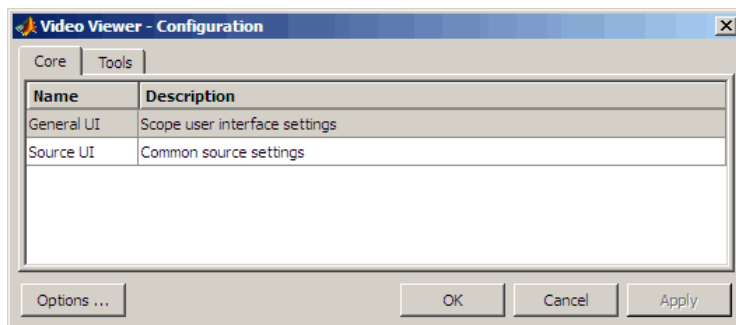 Video Viewer - Configuration
Core Tools
Name Description
General UI Scope user interface settings
Source UI Common source settings
Options ... OK Cancel Apply